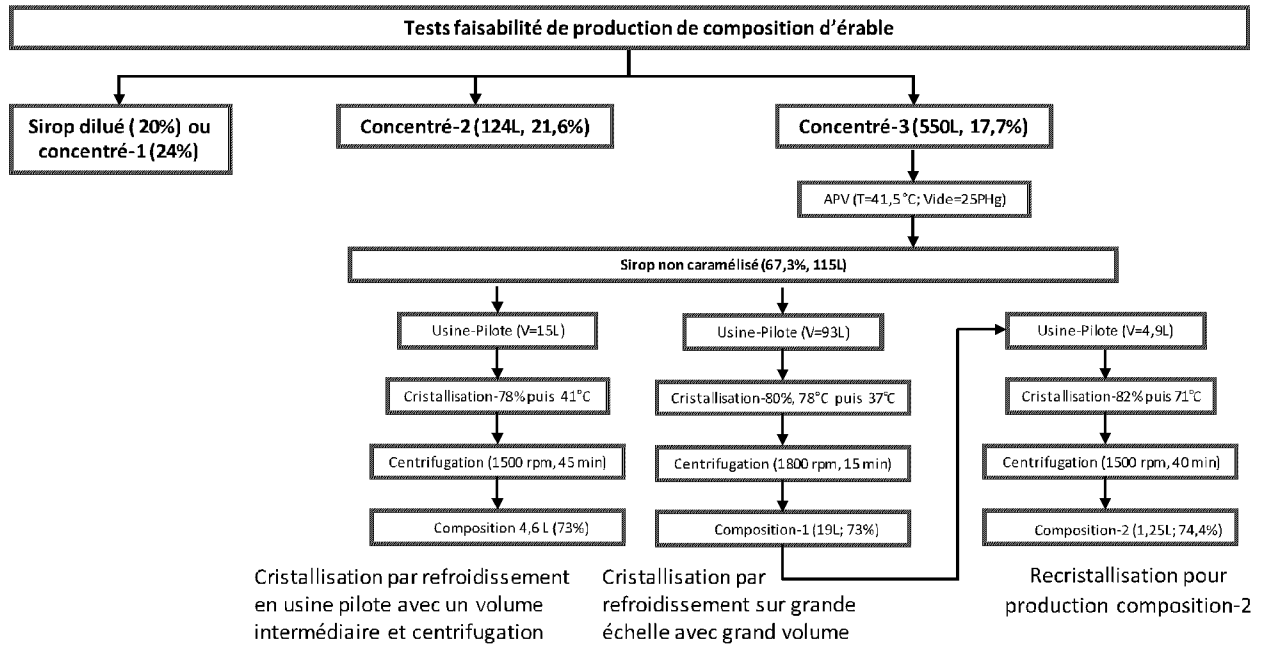 Tests faisabilité de production de composition d'érable
Sirop dilué ( 20%) ou
concentré-1 (24%)
Concentré-2 (124L, 21,6%)
Concentré-3 (550L, 17,7%)
APV (T=41,5°C; Vide=25PHg)
Sirop non caramélisé (67,3%, 115L)
Usine-Pilote (V=15L)
Usine-Pilote (V=93L)
Usine-Pilote (V=4,9L)
Cristallisation-78% puis 41°C
Cristallisation-80%, 78°C puis 37°C
Cristallisation-82% puis 71°C
Centrifugation (1500 rpm, 45 min)
Centrifugation (1800 rpm, 15 min)
Centrifugation (1500 rpm, 40 min)
Composition 4,6 L (73%)
Composition-1 (19L; 73%)
Composition-2 (1,25L; 74,4%)
Cristallisation par refroidissement
en usine pilote avec un volume
intermédiaire et centrifugation
Cristallisation par
refroidissement sur grande
échelle avec grand volume
Recristallisation pour
production composition-2